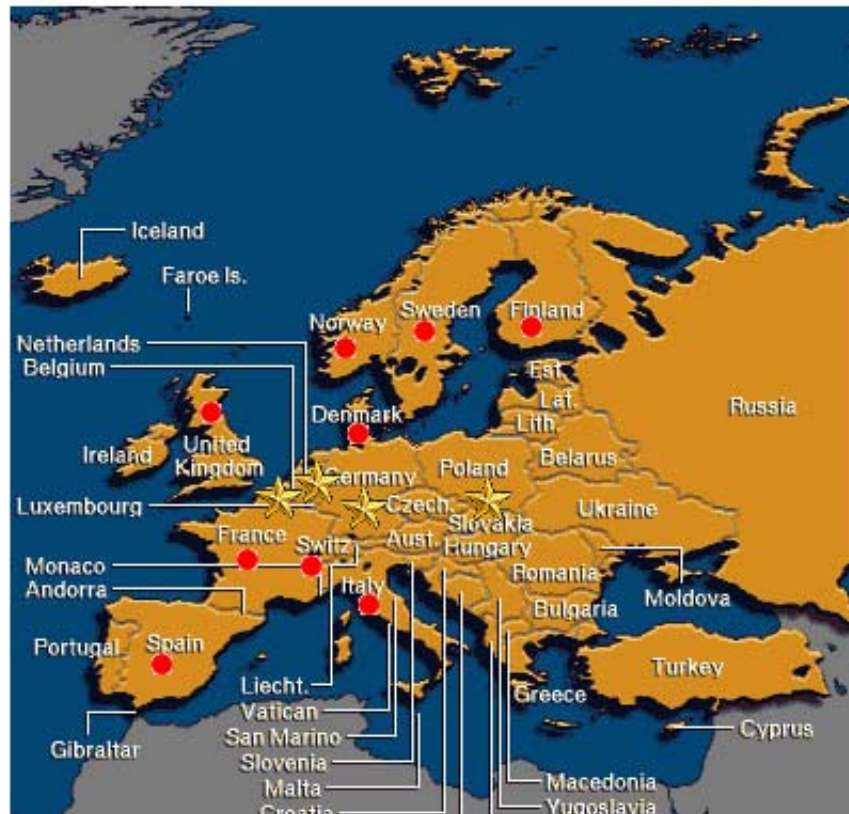 Iceland
Faroe Is.
Norway
Sweden
Finland
Netherlands
Belgium
Est.
Laf.
Lith.
Russia
Denmark
Ireland
United
Kingdom
Germany
Poland
Belarus
Luxembourg
Czech.
Ukraine
Slovakia
France
Switz.
Aust.
Hungary
Monaco
Andorra
Italy
Romania
Moldova
Bulgaria
Portugal
Spain
Turkey
Liecht.
Greece
Vatican
Gibraltar
San Marino
Cyprus
Slovenia
Malta
Macedonia
Croatia
Yugoslavia